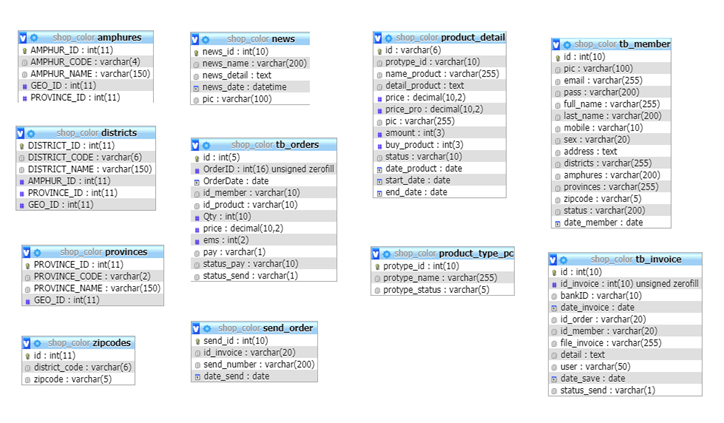 shop_color amphures
AMPHUR_ID : int(11)
AMPHUR_CODE : varchar(4)
AMPHUR_NAME : varchar(150)
GEO_ID : int(11)
PROVINCE_ID : int(11)
shop_color districts
DISTRICT_ID : int(11)
DISTRICT_CODE : varchar(6)
DISTRICT_NAME : varchar(150)
AMPHUR_ID : int(11)
PROVINCE_ID : int(11)
GEO_ID : int(11)
shop_color provinces
PROVINCE_ID : int(11)
PROVINCE_CODE : varchar(2)
PROVINCE_NAME : varchar(150)
GEO_ID : int(11)
shop_color zipcodes
id : int(11)
district_code : varchar(6)
zipcode : varchar(5)
shop_color news
news_id : int(10)
news_name : varchar(200)
news_detail : text
news_date : datetime
pic : varchar(100)
shop_color tb_orders
id : int(5)
OrderID : int(16) unsigned zerofill
OrderDate : date
id_member : varchar(10)
id_product : varchar(10)
Qty : int(10)
price : decimal(10,2)
ems : int(2)
pay : varchar(1)
status_pay : varchar(10)
status_send : varchar(1)
shop_color send_order
send_id : int(10)
id_invoice : varchar(20)
send_number : varchar(200)
date_send : date
shop_color product_detail
id : varchar(6)
protype_id : varchar(10)
name_product : varchar(255)
detail_product : text
price : decimal(10,2)
price_pro : decimal(10,2)
pic : varchar(255)
amount : int(3)
buy_product : int(3)
status : varchar(10)
date_product : date
start_date : date
end_date : date
shop_color product_type_pc
protype_id : int(10)
protype_name : varchar(255)
protype_status : varchar(5)
shop_color tb_member
id : int(10)
pic : varchar(100)
email : varchar(255)
pass : varchar(200)
full_name : varchar(255)
last_name : varchar(200)
mobile : varchar(10)
sex : varchar(20)
address : text
districts : varchar(255)
amphures : varchar(200)
provinces : varchar(255)
zipcode : varchar(5)
status : varchar(200)
date_member : date
shop_color tb_invoice
id : int(10)
id_invoice : int(10) unsigned zerofill
bankID : varchar(10)
date_invoice : date
id_order : varchar(20)
id_member : varchar(20)
file_invoice : varchar(255)
detail : text
user : varchar(50)
date_save : date
status_send : varchar(1)